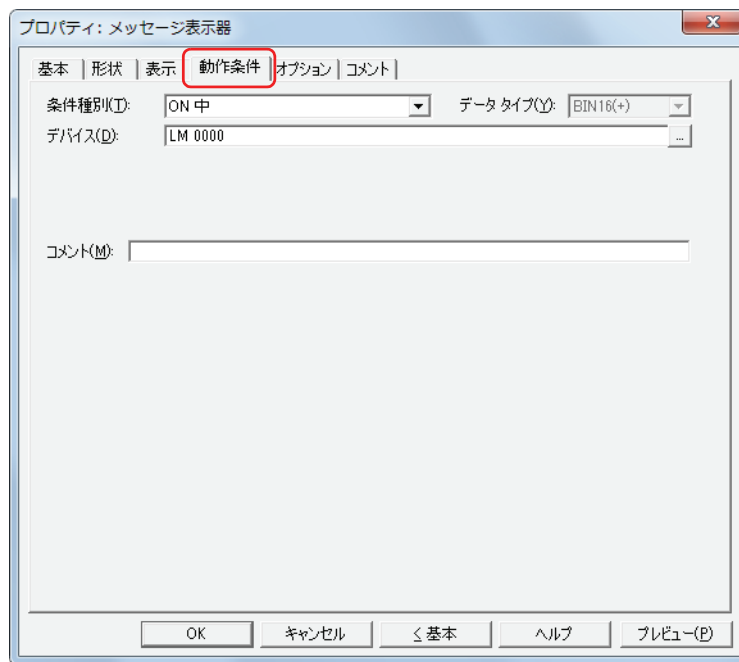 プロパティ: メッセージ表示器
基本 形状 表示 動作条件 オプション コメント
条件種別(T): ON 中 データ タイプ(Y): BIN16(+)
デバイス(D): LM 0000 ...
コメント(M):
OK キャンセル < 基本 ヘルプ プレビュー(P)